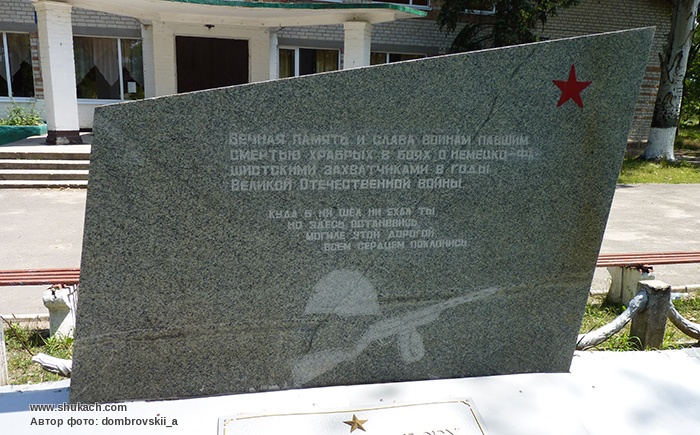 Вечная память и слава воинам павшим
смертью храбрых в боях с немецко-фа-
шистскими захватчиками в годы
Великой Отечественной войны.
Куда б ни шел, ни ехал ты,
но здесь остановись
могиле этой дорогой
всем сердцем поклонись
www.shukach.com
Автор фото: dombrovskii_a